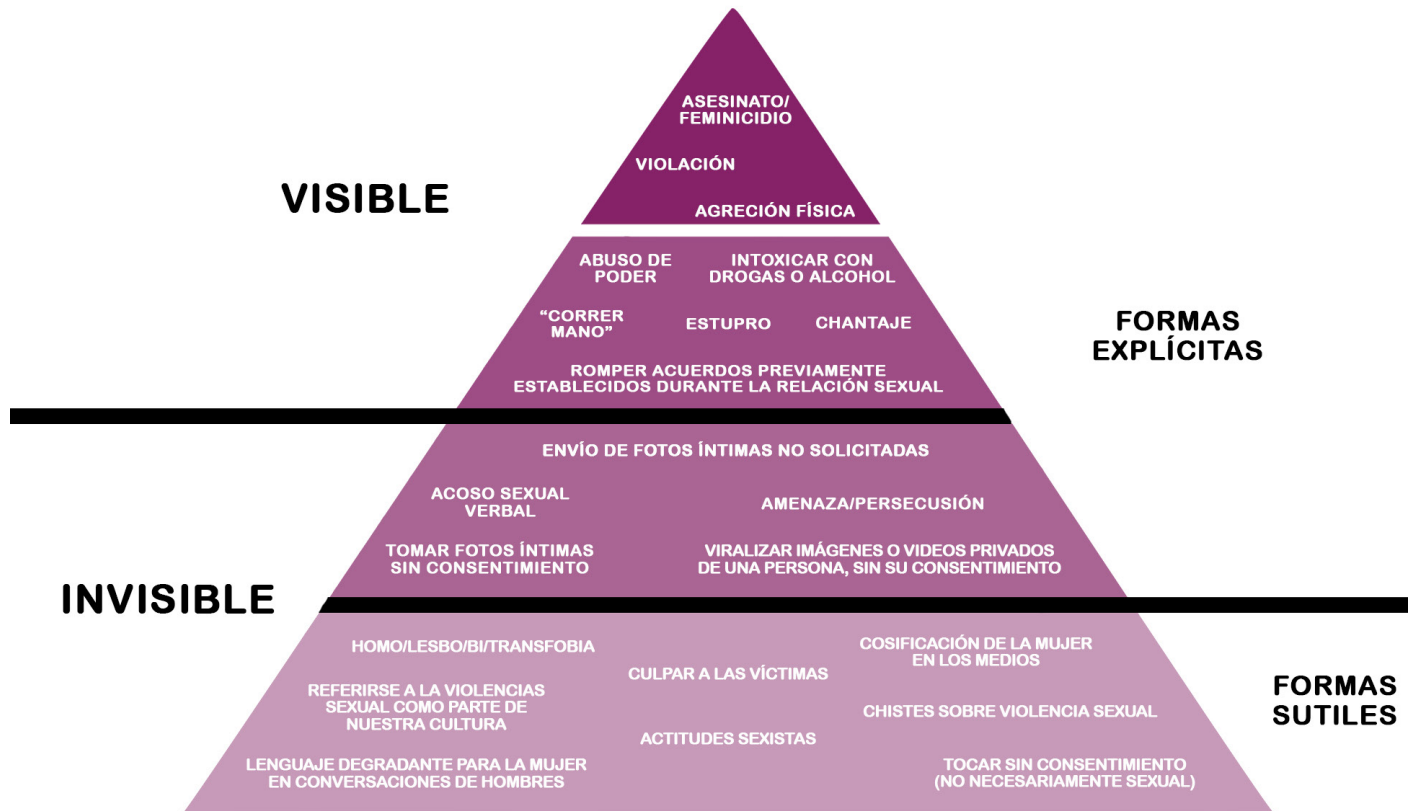 ASESINATO/
FEMINICIDIO
VIOLACIÓN
AGRECIÓN FÍSICA
VISIBLE
ABUSO DE
PODER
INTOXICAR CON
DROGAS O ALCOHOL
“CORRER
MANO”
ESTUPRO
CHANTAJE
ROMPER ACUERDOS PREVIAMENTE
ESTABLECIDOS DURANTE LA RELACIÓN SEXUAL
FORMAS
EXPLÍCITAS
ENVÍO DE FOTOS ÍNTIMAS NO SOLICITADAS
ACOSO SEXUAL
VERBAL
AMENAZA/PERSECUSIÓN
TOMAR FOTOS ÍNTIMAS
SIN CONSENTIMIENTO
VIRALIZAR IMÁGENES O VIDEOS PRIVADOS
DE UNA PERSONA, SIN SU CONSENTIMIENTO
INVISIBLE
HOMO/LESBO/BI/TRANSFOBIA
CULPAR A LAS VÍCTIMAS
COSIFICACIÓN DE LA MUJER
EN LOS MEDIOS
REFERIRSE A LA VIOLENCIAS
SEXUAL COMO PARTE DE
NUESTRA CULTURA
CHISTES SOBRE VIOLENCIA SEXUAL
ACTITUDES SEXISTAS
LENGUAJE DEGRADANTE PARA LA MUJER
EN CONVERSACIONES DE HOMBRES
TOCAR SIN CONSENTIMIENTO
(NO NECESARIAMENTE SEXUAL)
FORMAS
SUTILES